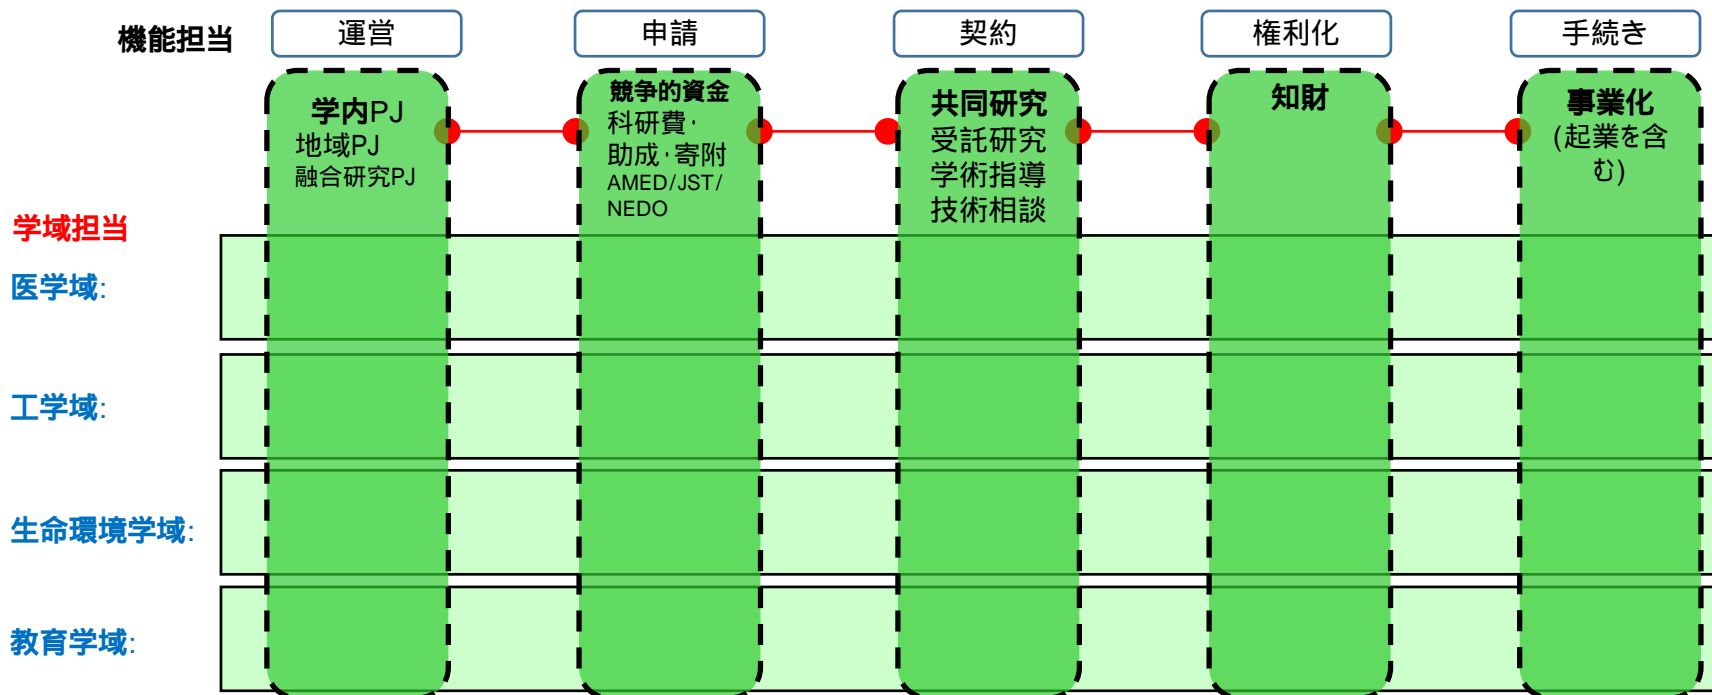 機能担当
運営
申請
契約
権利化
手続き
学内PJ
地域PJ
融合研究PJ
競争的資金
科研費・
助成・寄附
AMED/JST/
NEDO
共同研究
受託研究
学術指導
技術相談
知財
事業化
(起業を含
む)
学域担当
医学域:
工学域:
生命環境学域:
教育学域: